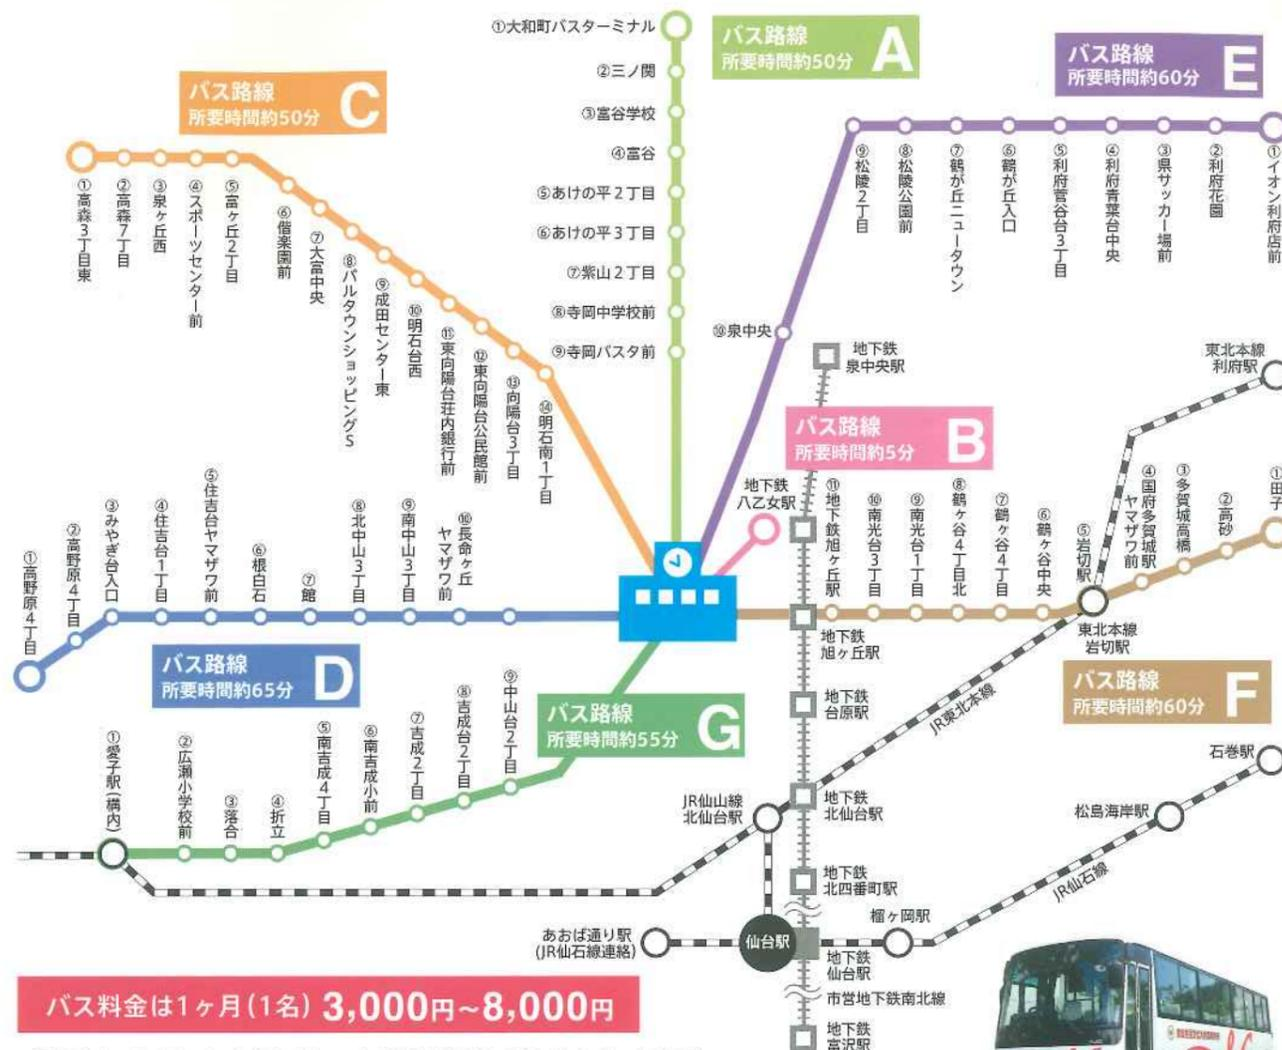 ①大和町バスターミナル
②三ノ関
③富谷学校
④富谷
⑤あけの平2丁目
⑥あけの平3丁目
⑦紫山2丁目
⑧寺岡中学校前
⑨寺岡バスタ前
バス路線
所要時間約50分
A
バス路線
所要時間約60分
E
①イオン利府店前
②利府花園
③県サッカー場前
④利府青葉台中央
⑤利府菅谷台3丁目
⑥鶴が丘入口
⑦鶴が丘ニュータウン
⑧松陵公園前
⑨松陵2丁目
⑩泉中央
バス路線
所要時間約50分
C
①高森3丁目東
②高森7丁目
③泉ヶ丘西
④スポーツセンター前
⑤富ヶ丘2丁目
⑥偕楽園前
⑦大富中央
⑧パルタウンショッピングS
⑨成田センター東
⑩明石台西
⑪東向陽台荘内銀行前
⑫東向陽台公民館前
⑬向陽台3丁目
⑭明石南1丁目
地下鉄
泉中央駅
東北本線
利府駅
バス路線
所要時間約5分
B
地下鉄
八乙女駅
①田子
②高砂
③多賀城高橋
④国府多賀城駅
ヤマザワ前
⑤岩切駅
⑥鶴ヶ谷中央
⑦鶴ヶ谷4丁目
⑧鶴ヶ谷4丁目北
⑨南光台1丁目
⑩南光台3丁目
⑪地下鉄旭ヶ丘駅
東北本線
岩切駅
バス路線
所要時間約60分
F
①高野原4丁目
②高野原4丁目
③みやぎ台入口
④住吉台1丁目
⑤住吉台ヤマザワ前
⑥根白石
⑦館
⑧北中山3丁目
⑨南中山3丁目
⑩長命ヶ丘
ヤマザワ前
バス路線
所要時間約65分
D
バス路線
所要時間約55分
G
①愛子駅(構内)
②広瀬小学校前
③落合
④折立
⑤南吉成4丁目
⑥南吉成小前
⑦吉成2丁目
⑧吉成台2丁目
⑨中山台2丁目
地下鉄
旭ヶ丘駅
地下鉄
台原駅
JR東北本線
JR仙山線
北仙台駅
地下鉄
北仙台駅
地下鉄
北四番町駅
石巻駅
松島海岸駅
JR仙石線
榴ヶ岡駅
あおば通り駅
(JR仙石線連絡)
仙台駅
地下鉄
仙台駅
市営地下鉄南北線
地下鉄
富沢駅
バス料金は1ヶ月(1名) 3,000円~8,000円